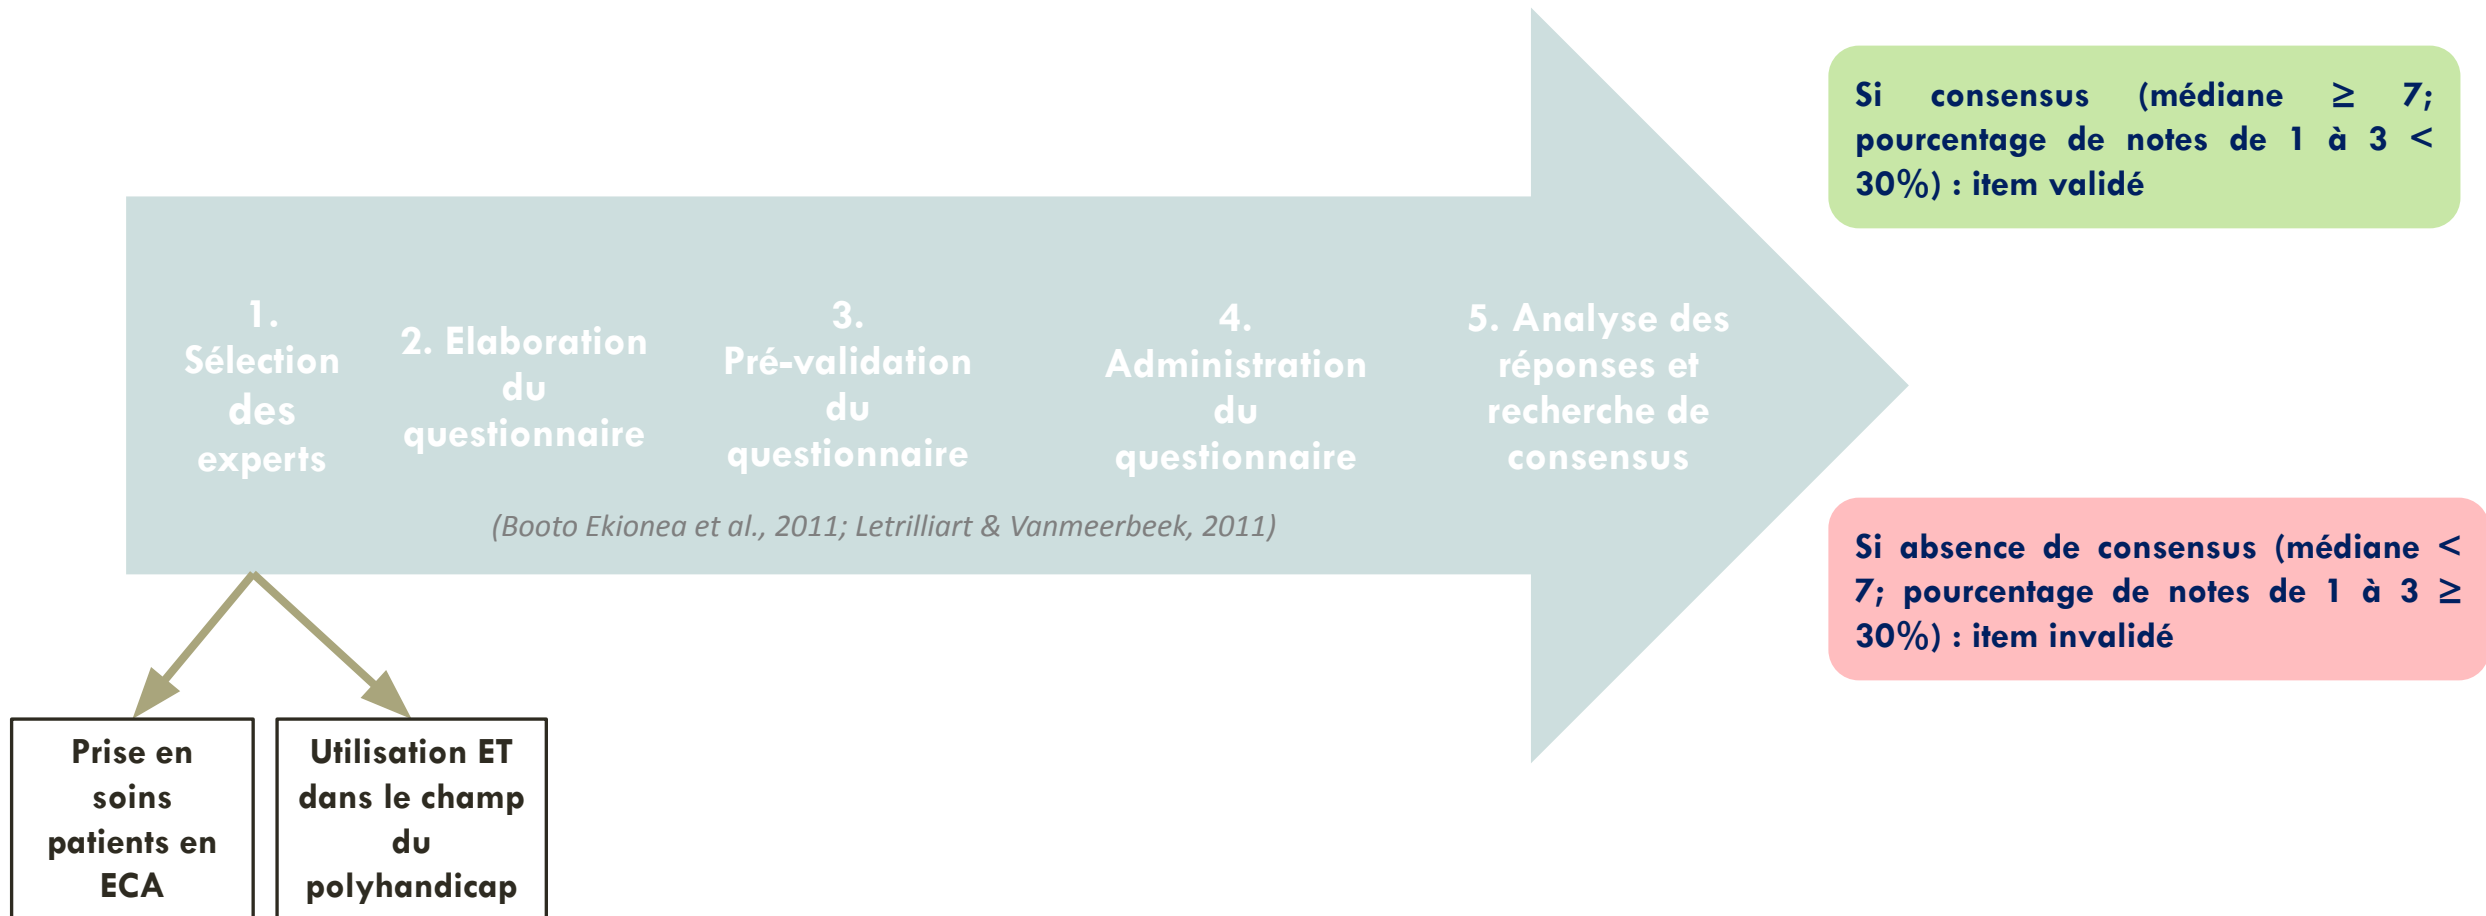 Si consensus (médiane ≥ 7;
pourcentage de notes de 1 à 3 <
30%) : item validé
1.
Sélection
des
experts
2. Elaboration
du
questionnaire
3.
Pré-validation
du
questionnaire
4.
Administration
du
questionnaire
5. Analyse des
réponses et
recherche de
consensus
(Booto Ekionea et al., 2011; Letrilliart & Vanmeerbeek, 2011)
Si absence de consensus (médiane <
7; pourcentage de notes de 1 à 3 ≥
30%) : item invalidé
Prise en
soins
patients en
ECA
Utilisation ET
dans le champ
du
polyhandicap